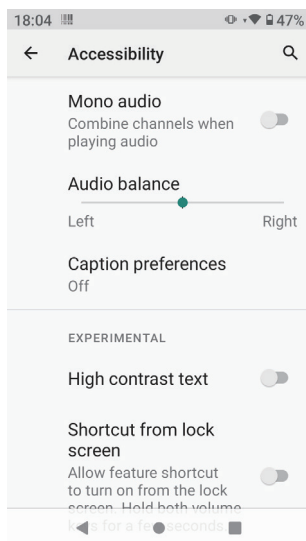 18:04 47%
Accessibility
Mono audio
Combine channels when
playing audio
Audio balance
Left Right
Caption preferences
Off
EXPERIMENTAL
High contrast text
Shortcut from lock
screen
Allow feature shortcut
to turn on from the lock
screen. Hold both volume
keys for a few seconds.